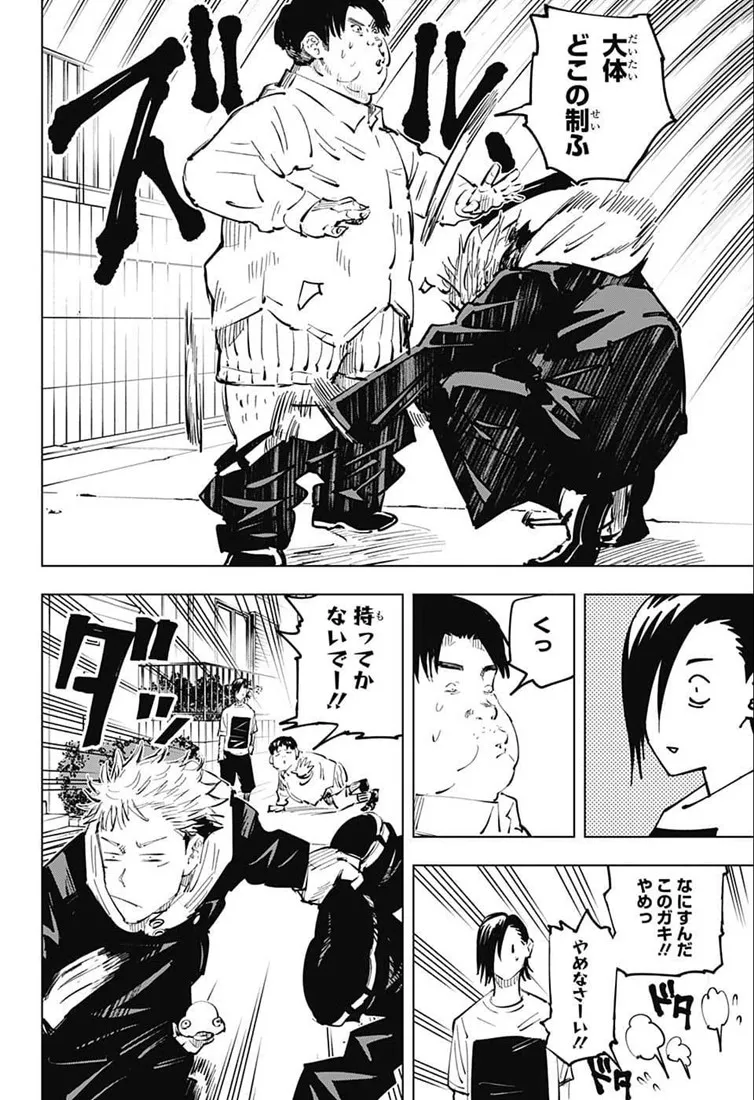 大体
どこの制ふ
ズル
くっ
なにすんだ
このガキ!!
やめっ
やめなさーい!!
ドタ
ドタ
持ってか
ないでー!!
ダッ